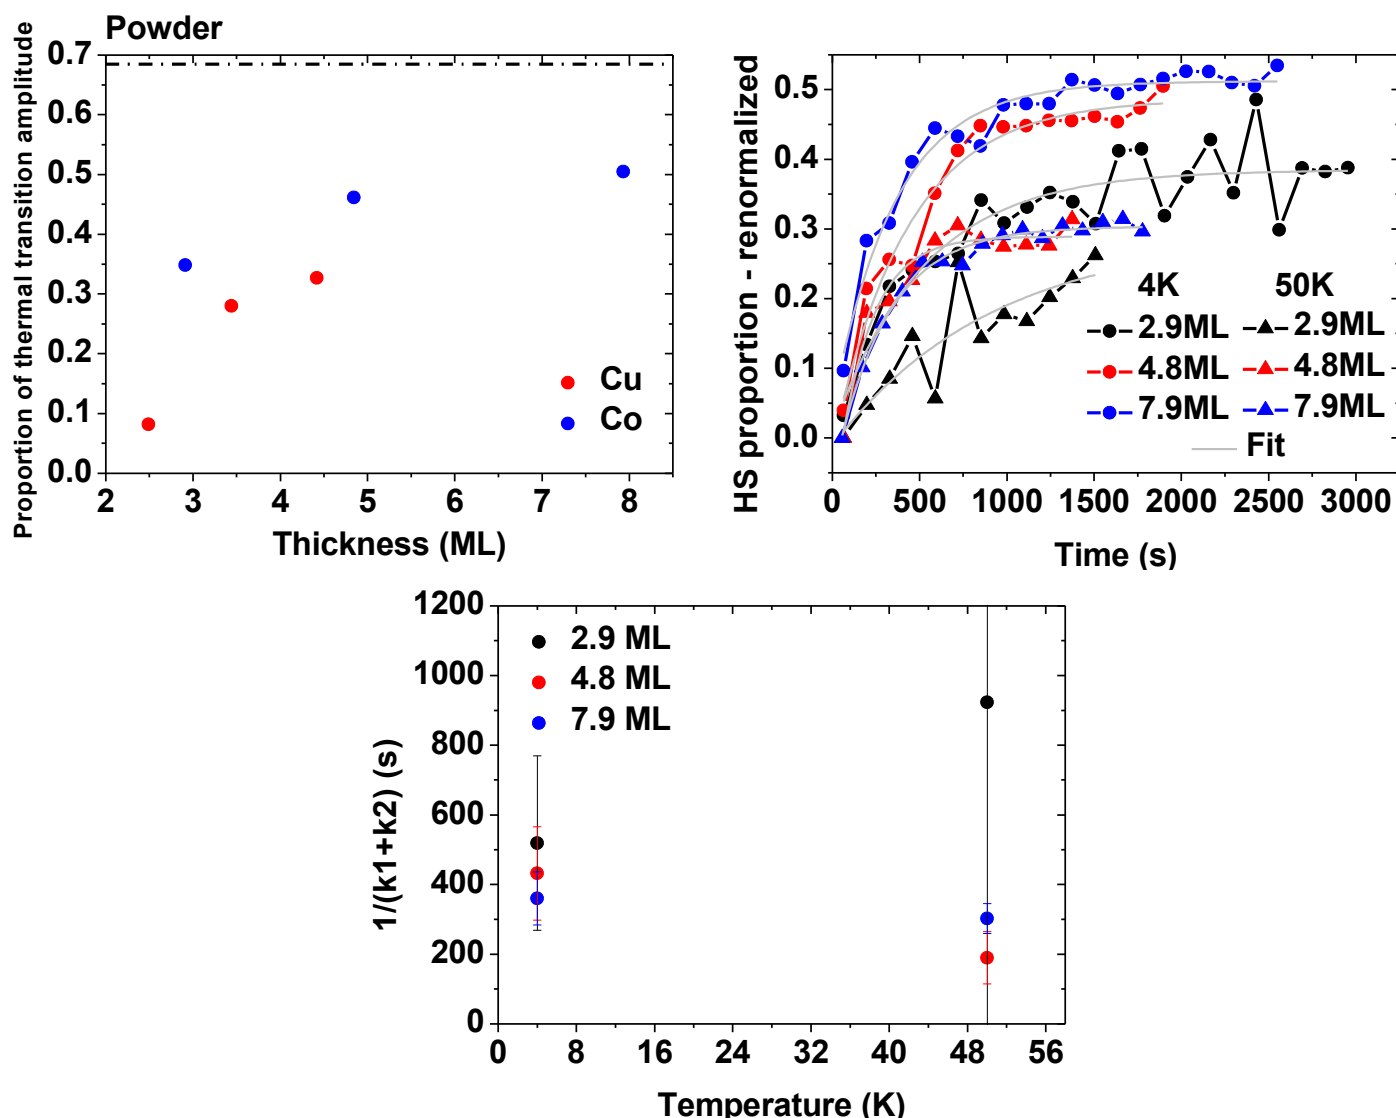 Powder
Proportion of thermal transition amplitude
0.7
0.6
0.5
0.4
0.3
0.2
0.1
0.0
Cu
Co
2 3 4 5 6 7 8
Thickness (ML)
HS proportion - renormalized
0.5
0.4
0.3
0.2
0.1
0.0
4K 50K
2.9ML 2.9ML
4.8ML 4.8ML
7.9ML 7.9ML
Fit
0 500 1000 1500 2000 2500 3000
Time (s)
1/(k1+k2) (s)
1200
1000
800
600
400
200
0
2.9 ML
4.8 ML
7.9 ML
0 8 16 24 32 40 48 56
Temperature (K)